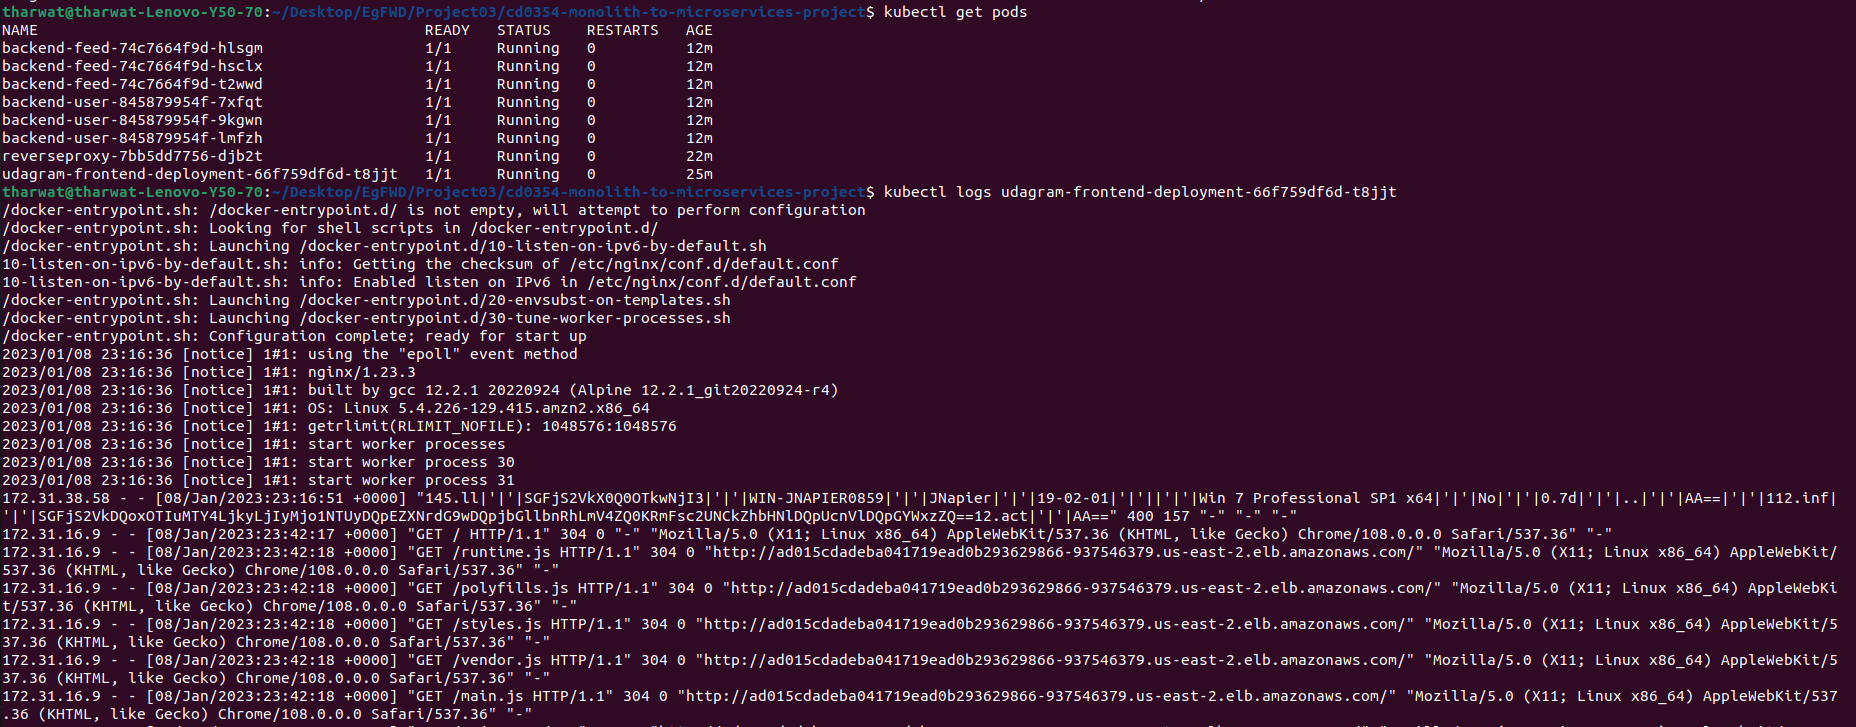 tharwat@tharwat-Lenovo-Y50-70:~/Desktop/EgFWD/Project03/cd0354-monolith-to-microservices-project$ kubectl get pods
NAME READY STATUS RESTARTS AGE
backend-feed-74c7664f9d-hlsgm 1/1 Running 0 12m
backend-feed-74c7664f9d-hsclx 1/1 Running 0 12m
backend-feed-74c7664f9d-t2wwd 1/1 Running 0 12m
backend-user-845879954f-7xfqt 1/1 Running 0 12m
backend-user-845879954f-9kgwn 1/1 Running 0 12m
backend-user-845879954f-lmfzh 1/1 Running 0 12m
reverseproxy-7bb5dd7756-djb2t 1/1 Running 0 22m
udagram-frontend-deployment-66f759df6d-t8jjt 1/1 Running 0 25m
tharwat@tharwat-Lenovo-Y50-70:~/Desktop/EgFWD/Project03/cd0354-monolith-to-microservices-project$ kubectl logs udagram-frontend-deployment-66f759df6d-t8jjt
/docker-entrypoint.sh: /docker-entrypoint.d/ is not empty, will attempt to perform configuration
/docker-entrypoint.sh: Looking for shell scripts in /docker-entrypoint.d/
/docker-entrypoint.sh: Launching /docker-entrypoint.d/10-listen-on-ipv6-by-default.sh
10-listen-on-ipv6-by-default.sh: info: Getting the checksum of /etc/nginx/conf.d/default.conf
10-listen-on-ipv6-by-default.sh: info: Enabled listen on IPv6 in /etc/nginx/conf.d/default.conf
/docker-entrypoint.sh: Launching /docker-entrypoint.d/20-envsubst-on-templates.sh
/docker-entrypoint.sh: Launching /docker-entrypoint.d/30-tune-worker-processes.sh
/docker-entrypoint.sh: Configuration complete; ready for start up
2023/01/08 23:16:36 [notice] 1#1: using the "epoll" event method
2023/01/08 23:16:36 [notice] 1#1: nginx/1.23.3
2023/01/08 23:16:36 [notice] 1#1: built by gcc 12.2.1 20220924 (Alpine 12.2.1_git20220924-r4)
2023/01/08 23:16:36 [notice] 1#1: OS: Linux 5.4.226-129.415.amzn2.x86_64
2023/01/08 23:16:36 [notice] 1#1: getrlimit(RLIMIT_NOFILE): 1048576:1048576
2023/01/08 23:16:36 [notice] 1#1: start worker processes
2023/01/08 23:16:36 [notice] 1#1: start worker process 30
2023/01/08 23:16:36 [notice] 1#1: start worker process 31
172.31.38.58 - - [08/Jan/2023:23:16:51 +0000] "145.ll|'|'|SGFjS2VkX0Q0OTkwNjI3|'|'|WIN-JNAPIER0859|'|'|JNapier|'|'|19-02-01|'|'||'|'|Win 7 Professional SP1 x64|'|'|No|'|'|0.7d|'|'|..|'|'|AA==|'|'|112.inf|
'|'|SGFjS2VkDQoxOTIuMTY4LjkyLjIyMjo1NTUyDQpEZXNrdG9wDQpjbGllbnRhLmV4ZQ0KRmFsc2UNCkZhbHNlDQpUcnVlDQpGYWxzZQ==12.act|'|'|AA==" 400 157 "-" "-" "-"
172.31.16.9 - - [08/Jan/2023:23:42:17 +0000] "GET / HTTP/1.1" 304 0 "-" "Mozilla/5.0 (X11; Linux x86_64) AppleWebKit/537.36 (KHTML, like Gecko) Chrome/108.0.0.0 Safari/537.36" "-"
172.31.16.9 - - [08/Jan/2023:23:42:18 +0000] "GET /runtime.js HTTP/1.1" 304 0 "http://ad015cdadeba041719ead0b293629866-937546379.us-east-2.elb.amazonaws.com/" "Mozilla/5.0 (X11; Linux x86_64) AppleWebKit/
537.36 (KHTML, like Gecko) Chrome/108.0.0.0 Safari/537.36" "-"
172.31.16.9 - - [08/Jan/2023:23:42:18 +0000] "GET /polyfills.js HTTP/1.1" 304 0 "http://ad015cdadeba041719ead0b293629866-937546379.us-east-2.elb.amazonaws.com/" "Mozilla/5.0 (X11; Linux x86_64) AppleWebKi
t/537.36 (KHTML, like Gecko) Chrome/108.0.0.0 Safari/537.36" "-"
172.31.16.9 - - [08/Jan/2023:23:42:18 +0000] "GET /styles.js HTTP/1.1" 304 0 "http://ad015cdadeba041719ead0b293629866-937546379.us-east-2.elb.amazonaws.com/" "Mozilla/5.0 (X11; Linux x86_64) AppleWebKit/5
37.36 (KHTML, like Gecko) Chrome/108.0.0.0 Safari/537.36" "-"
172.31.16.9 - - [08/Jan/2023:23:42:18 +0000] "GET /vendor.js HTTP/1.1" 304 0 "http://ad015cdadeba041719ead0b293629866-937546379.us-east-2.elb.amazonaws.com/" "Mozilla/5.0 (X11; Linux x86_64) AppleWebKit/5
37.36 (KHTML, like Gecko) Chrome/108.0.0.0 Safari/537.36" "-"
172.31.16.9 - - [08/Jan/2023:23:42:18 +0000] "GET /main.js HTTP/1.1" 304 0 "http://ad015cdadeba041719ead0b293629866-937546379.us-east-2.elb.amazonaws.com/" "Mozilla/5.0 (X11; Linux x86_64) AppleWebKit/537
.36 (KHTML, like Gecko) Chrome/108.0.0.0 Safari/537.36" "-"